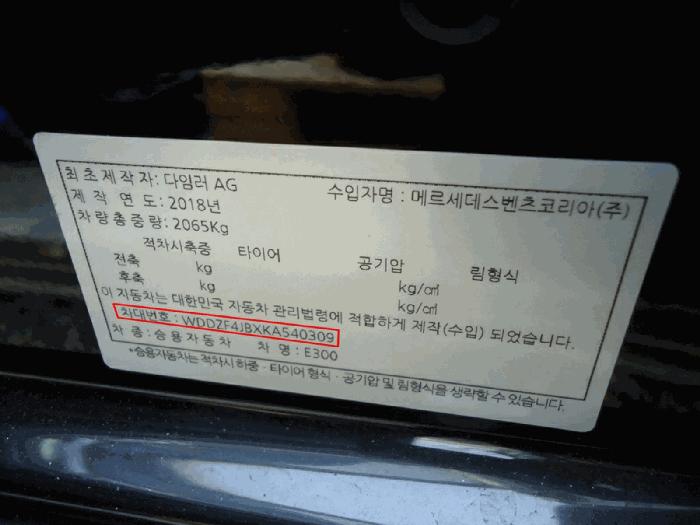 최초제작자: 다임러 AG 수입자명 : 메르세데스벤츠코리아(주)
제 작 연 도: 2018년
차량총중량: 2065Kg
적차시축중 타이어 공기압 림형식
전축 kg kg/㎠
후축 kg kg/㎠
이 자동차는 대한민국 자동차 관리법령에 적합하게 제작(수입) 되었습니다.
차대번호 : WDDZF4JBXKA540309
차 종 : 승용자동차 차 명 : E300
*승용자동차는 적차시하중 · 타이어 형식 · 공기압 및 림형식을 생략할 수 있습니다.